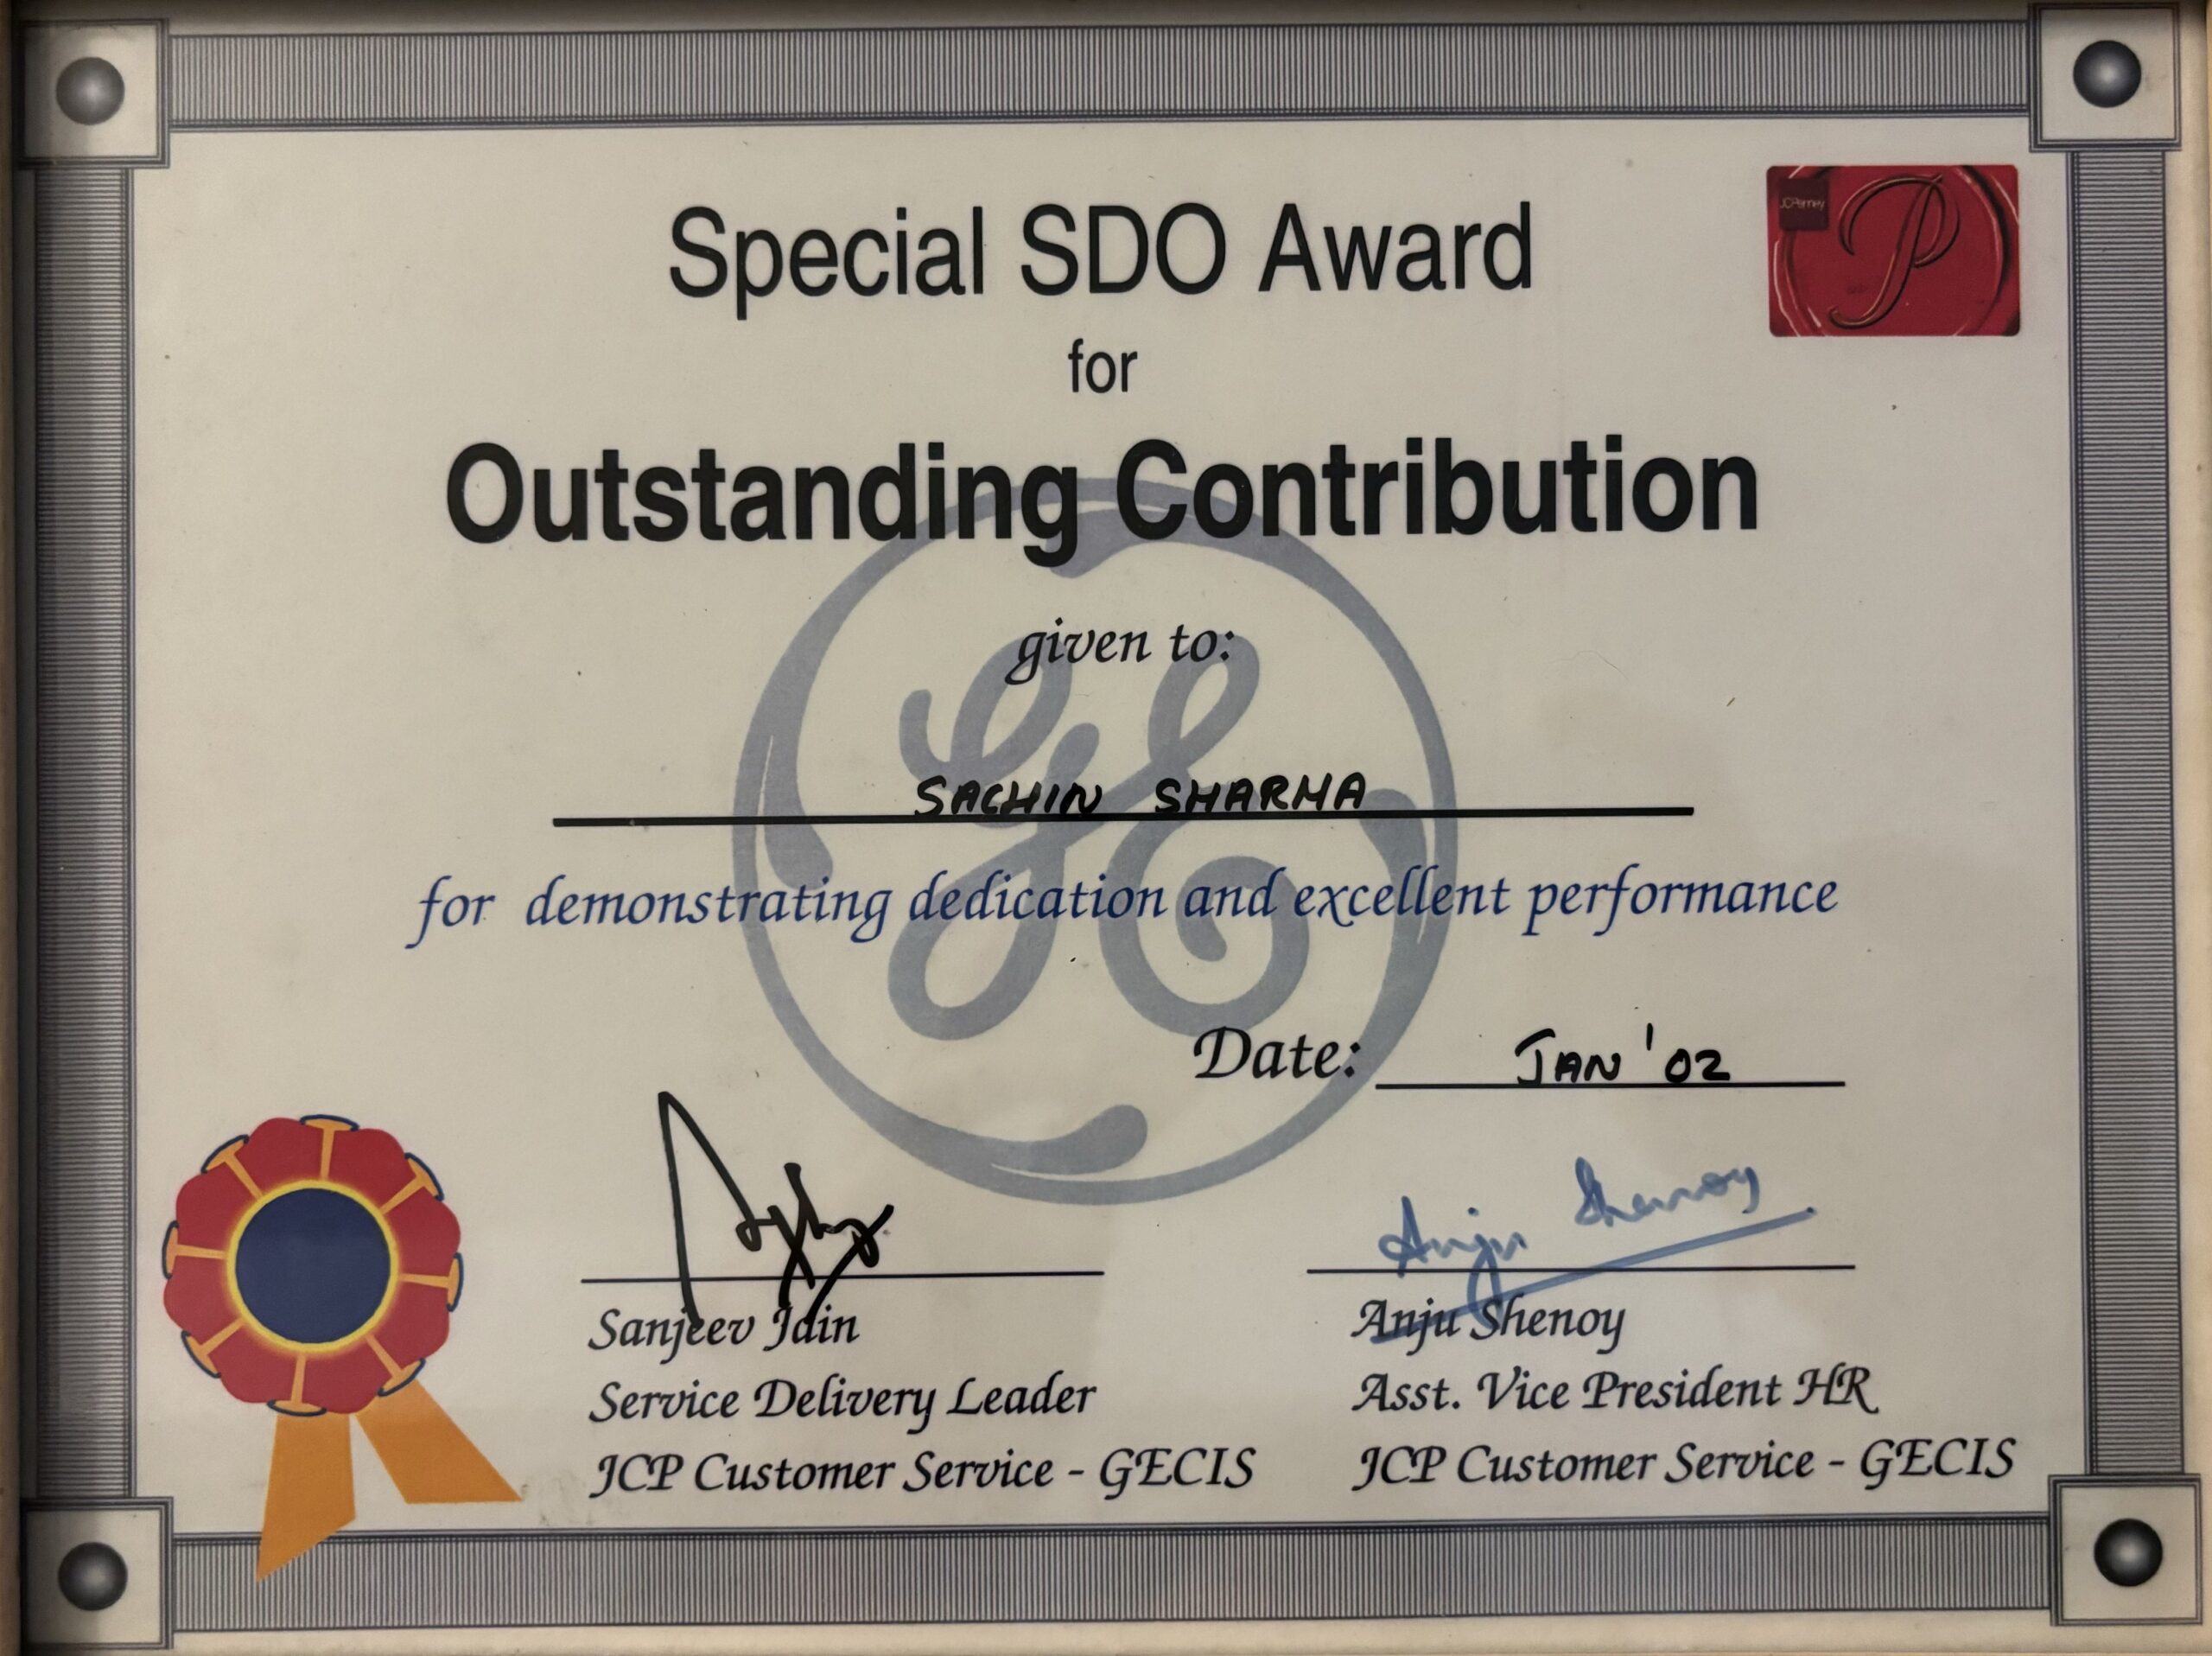 Special SDO Award
JCPenney
P
for
Outstanding Contribution
given to:
SACHIN SHARMA
for demonstrating dedication and excellent performance
Date: JAN '02
Anju Shenoy
Sanjeev Jain
Service Delivery Leader
JCP Customer Service - GECIS
Anju Shenoy
Asst. Vice President HR
JCP Customer Service - GECIS
GE